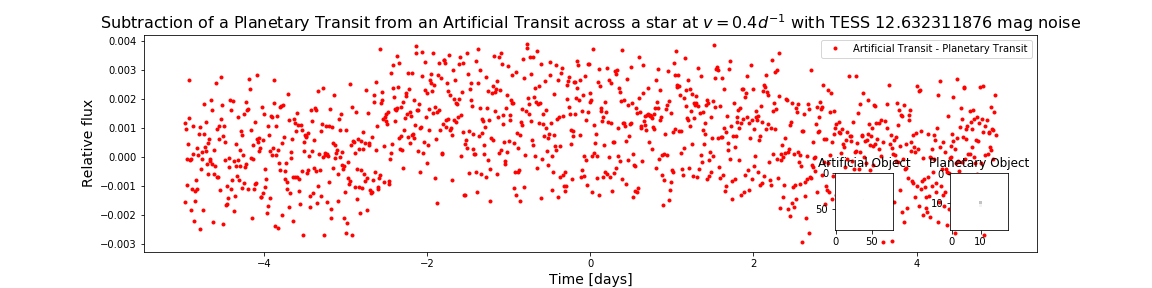 Subtraction of a Planetary Transit from an Artificial Transit across a star at v = 0.4d⁻¹ with TESS 12.632311876 mag noise
Relative flux
0.004
0.003
0.002
0.001
0.000
−0.001
−0.002
−0.003
Artificial Transit - Planetary Transit
Artificial Object
0
50
0 50
Planetary Object
0
10
0 10
−4 −2 0 2 4
Time [days]